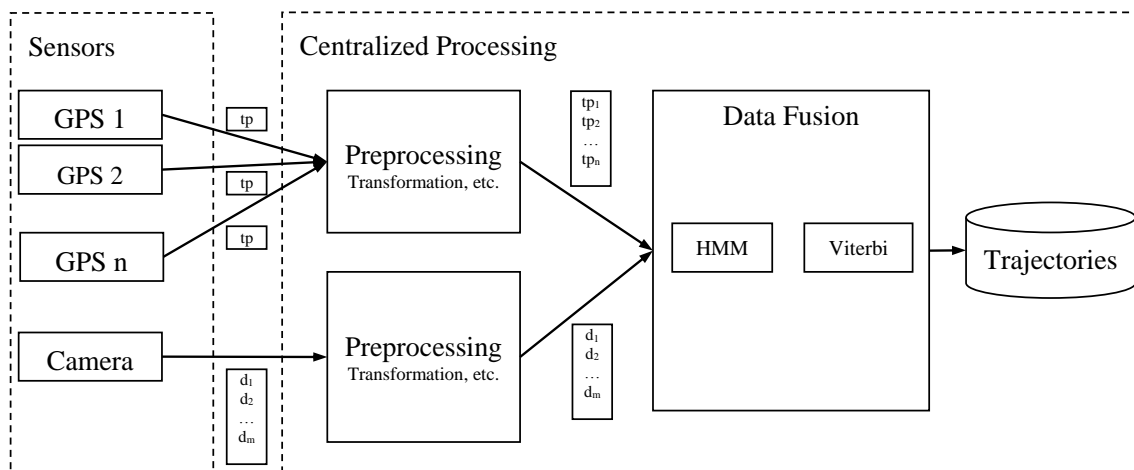 Sensors
GPS 1
GPS 2
GPS n
Camera
tp
tp
tp
d₁
d₂
...
dₘ
Centralized Processing
Preprocessing
Transformation, etc.
Preprocessing
Transformation, etc.
tp₁
tp₂
...
tpₙ
d₁
d₂
...
dₘ
Data Fusion
HMM
Viterbi
Trajectories